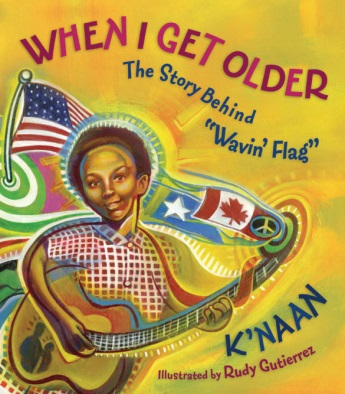 WHEN I GET OLDER
The Story Behind
"Wavin' Flag"
K'NAAN
Illustrated by Rudy Gutierrez